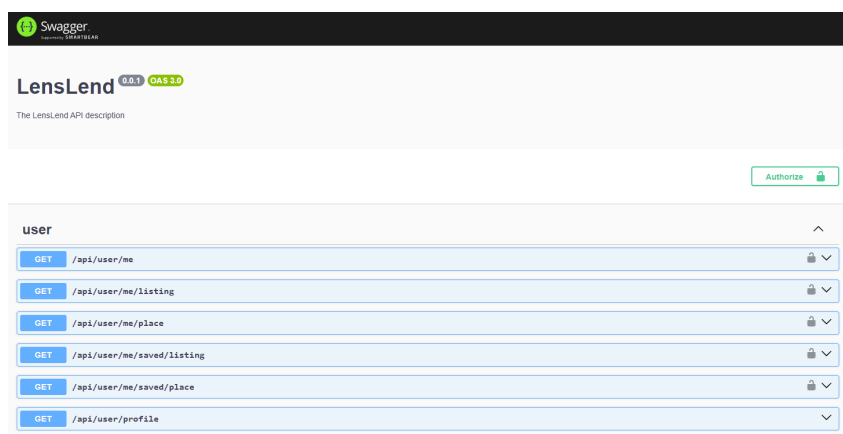 Swagger.
Supported by SMARTBEAR
LensLend 0.0.1 OAS 3.0
The LensLend API description
Authorize
user
GET /api/user/me
GET /api/user/me/listing
GET /api/user/me/place
GET /api/user/me/saved/listing
GET /api/user/me/saved/place
GET /api/user/profile